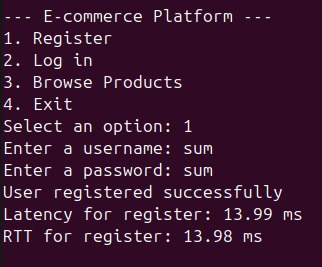 --- E-commerce Platform ---
1. Register
2. Log in
3. Browse Products
4. Exit
Select an option: 1
Enter a username: sum
Enter a password: sum
User registered successfully
Latency for register: 13.99 ms
RTT for register: 13.98 ms